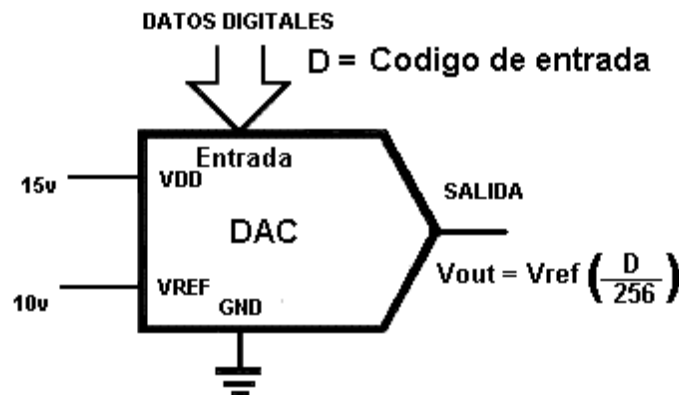 DATOS DIGITALES
D = Codigo de entrada
Entrada
15v
VDD
SALIDA
DAC
Vout = Vref (D/256)
VREF
10v
GND